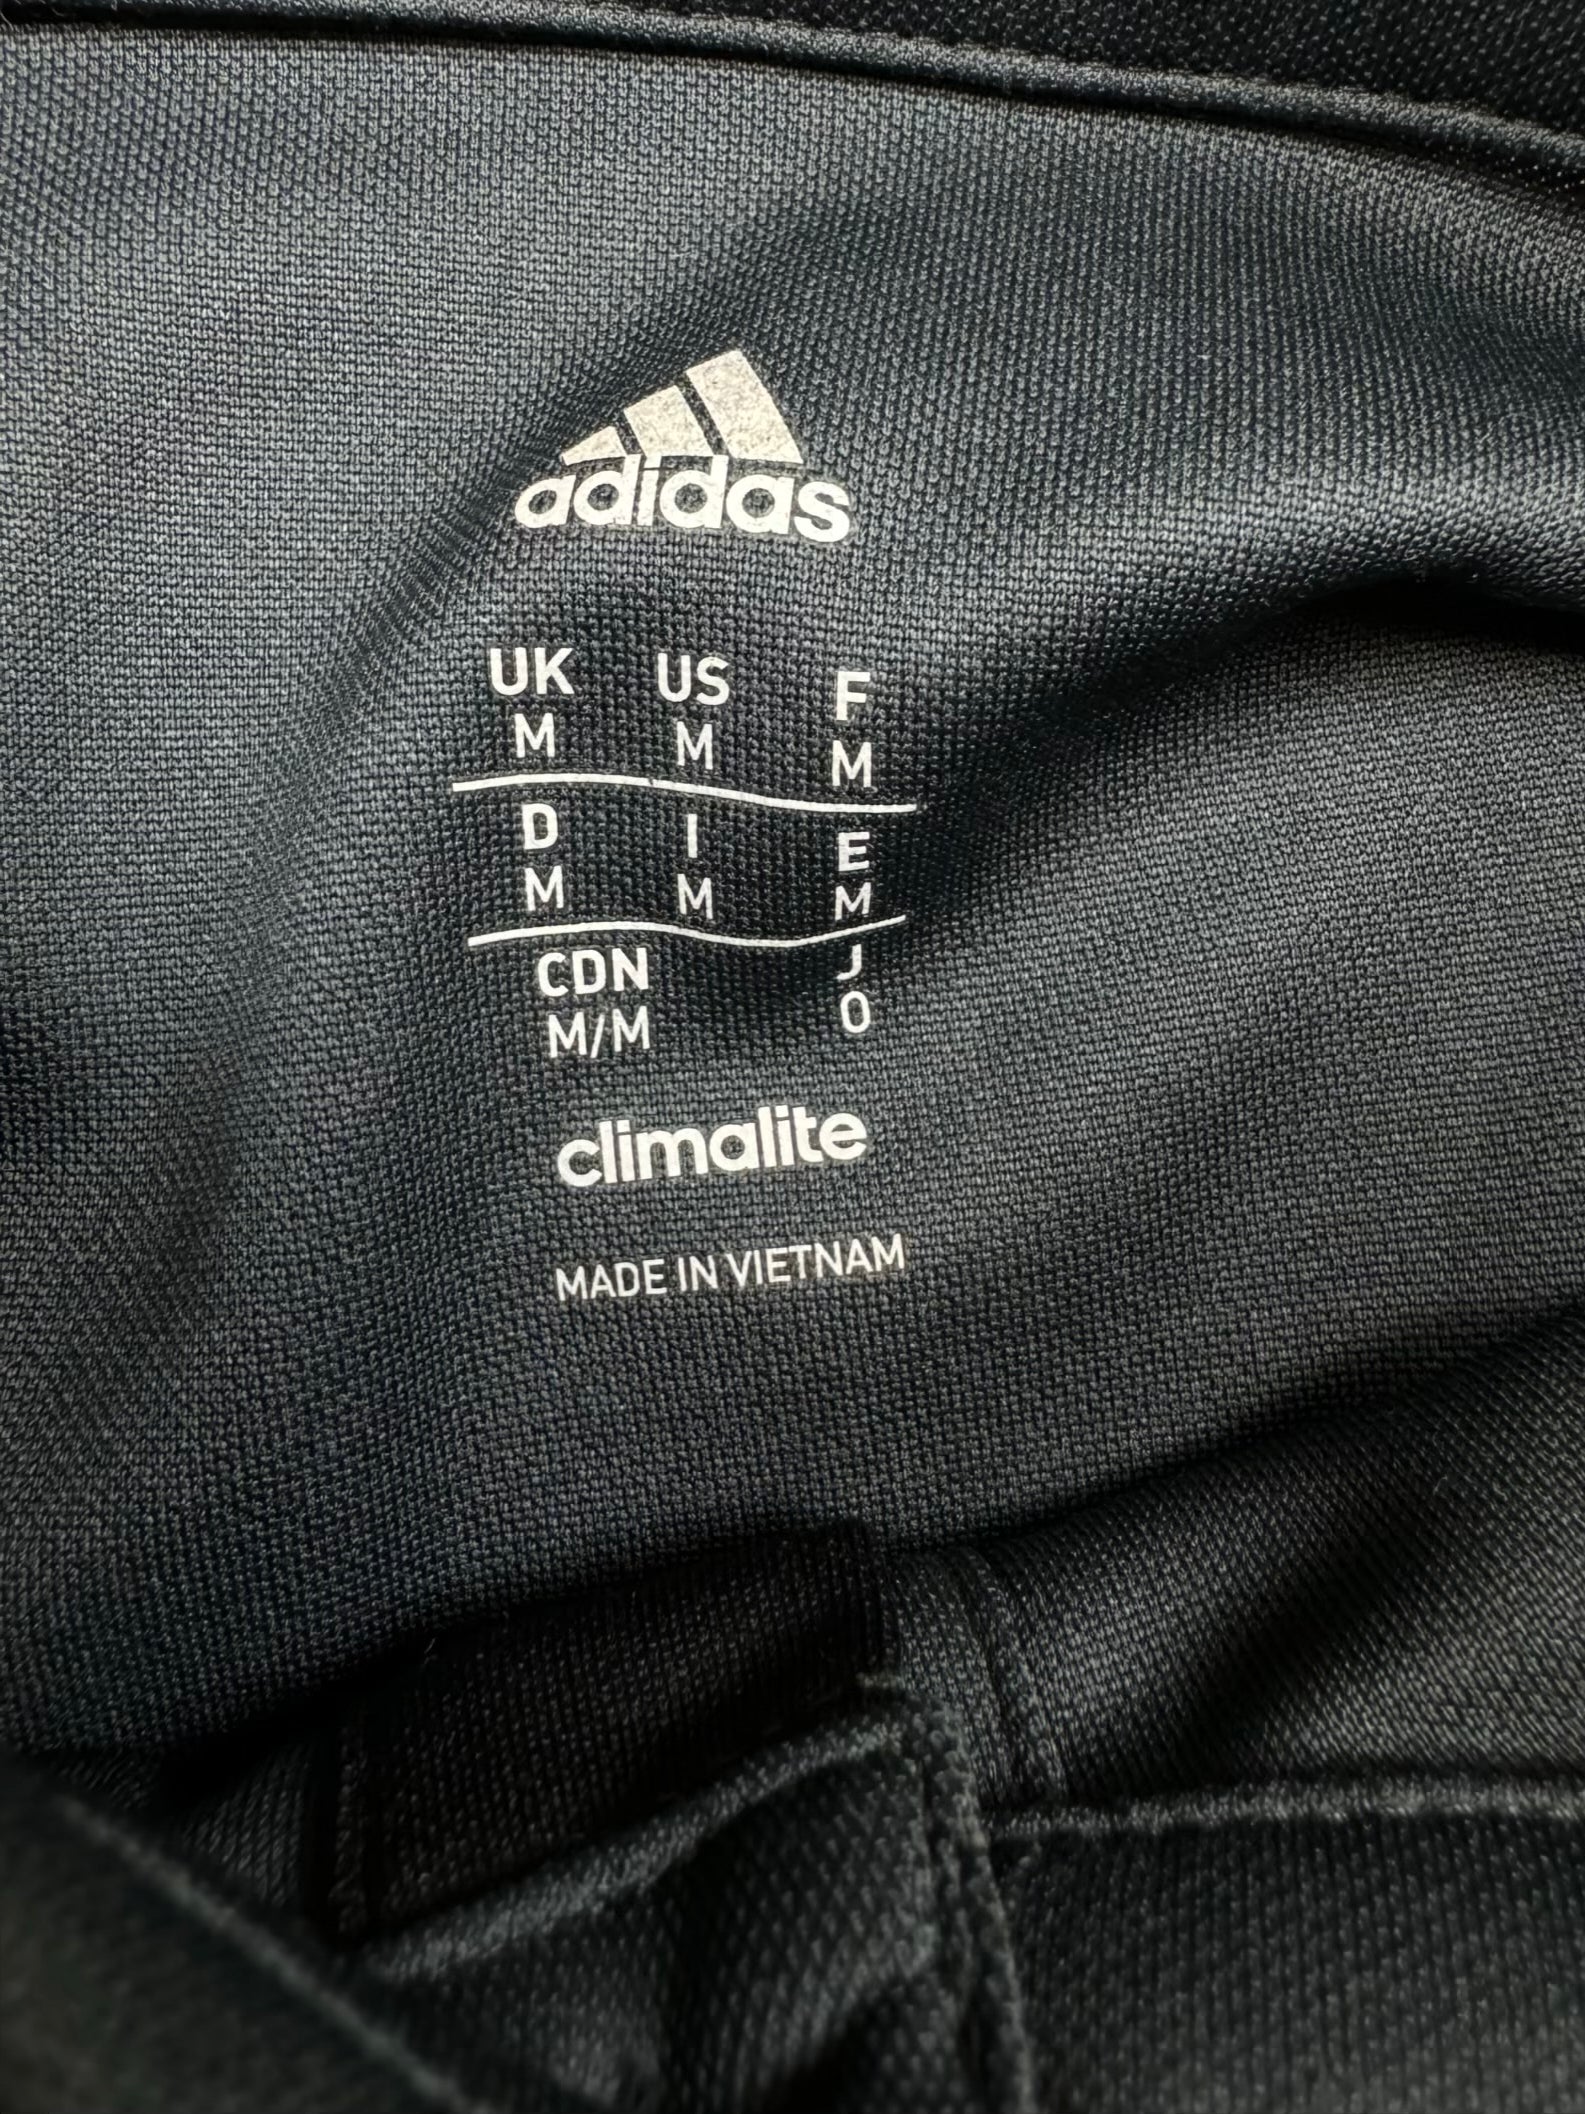 adidas
UK US F
M M M
D I E
M M M
CDN J
M/M O
climalite
MADE IN VIETNAM